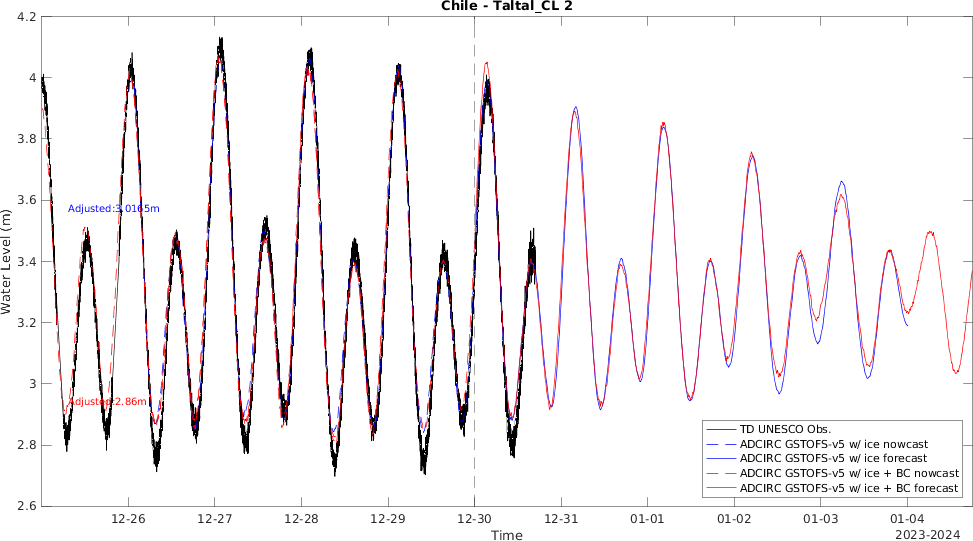 Chile - Taltal_CL 2
4.2
4
3.8
3.6
3.4
3.2
3
2.8
2.6
Water Level (m)
Adjusted:3.0165m
Adjusted:2.86m
TD UNESCO Obs.
ADCIRC GSTOFS-v5 w/ ice nowcast
ADCIRC GSTOFS-v5 w/ ice forecast
ADCIRC GSTOFS-v5 w/ ice + BC nowcast
ADCIRC GSTOFS-v5 w/ ice + BC forecast
12-26 12-27 12-28 12-29 12-30 12-31 01-01 01-02 01-03 01-04
Time
2023-2024